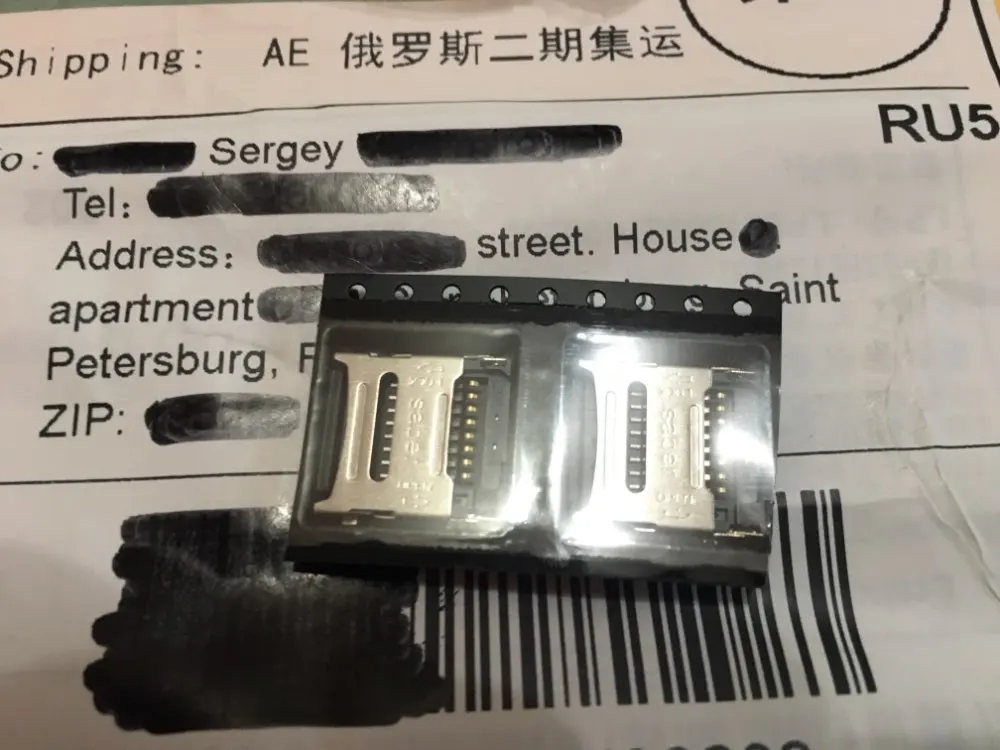 Shipping: AE 俄罗斯二期集运
RU5
To: Sergey
Tel:
Address: street. House
apartment Saint
Petersburg,
ZIP: